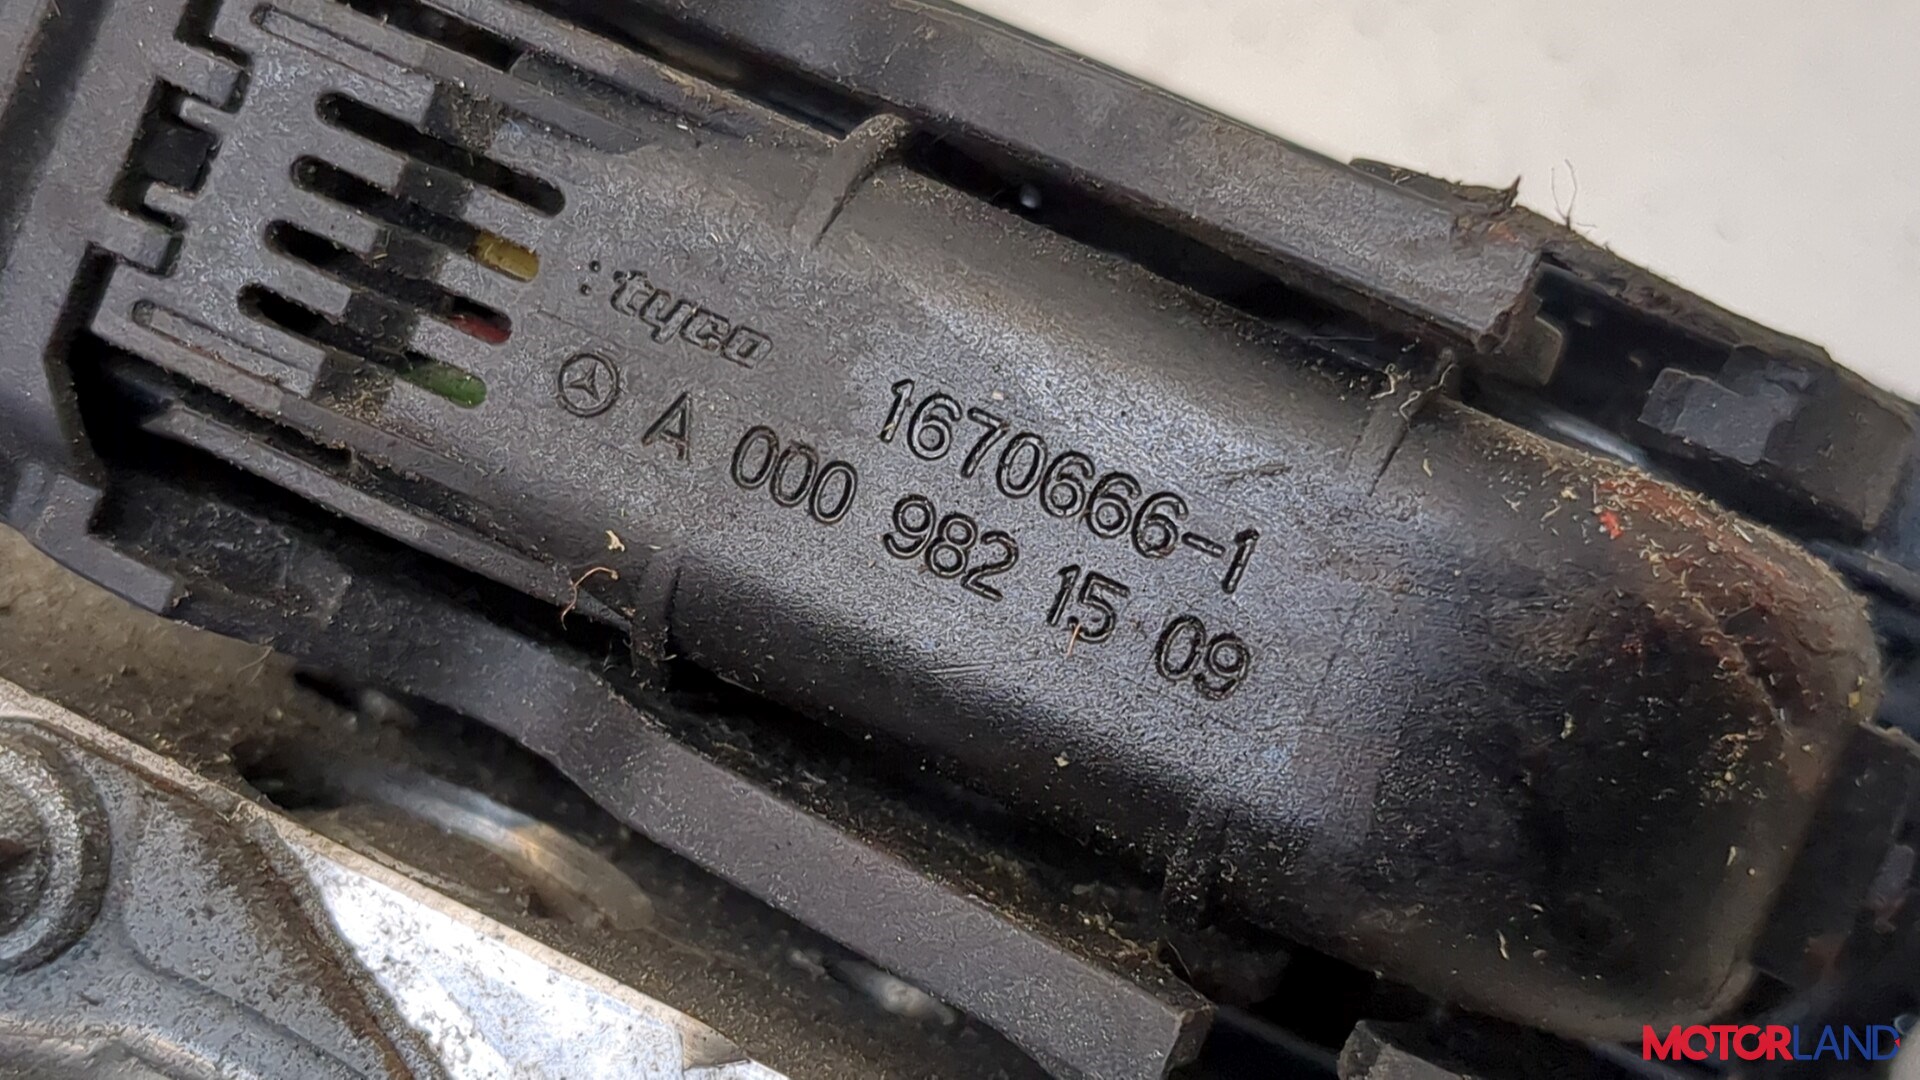 :tyco
1670666-1
A 000 982 15 09
MOTORLAND